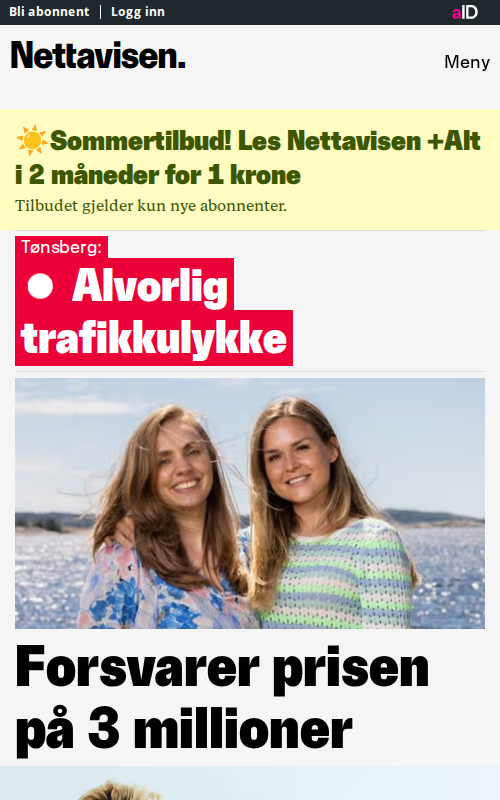 Bli abonnent | Logg inn
aID
Nettavisen.
Meny
☀️Sommertilbud! Les Nettavisen +Alt
i 2 måneder for 1 krone
Tilbudet gjelder kun nye abonnenter.
Tønsberg:
Alvorlig
trafikkulykke
Forsvarer prisen
på 3 millioner